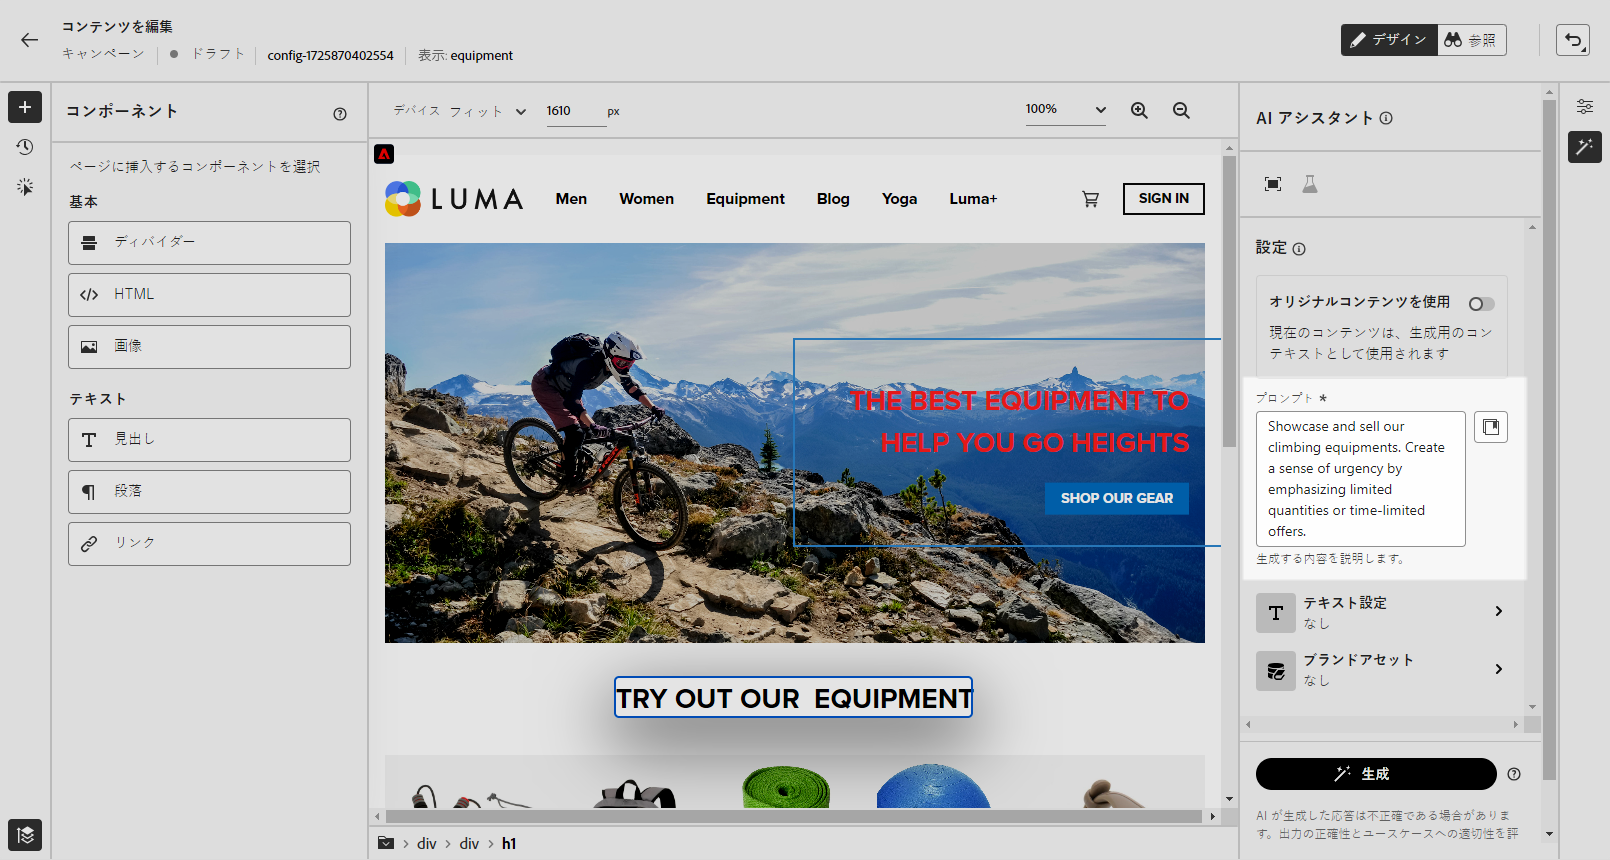 コンテンツを編集
キャンペーン ドラフト config-1725870402554 表示: equipment
デザイン 参照
コンポーネント
ページに挿入するコンポーネントを選択
基本
ディバイダー
HTML
画像
テキスト
見出し
段落
リンク
デバイス フィット 1610 px
100%
LUMA Men Women Equipment Blog Yoga Luma+ SIGN IN
THE BEST EQUIPMENT TO
HELP YOU GO HEIGHTS
SHOP OUR GEAR
TRY OUT OUR EQUIPMENT
div div h1
AI アシスタント
設定
オリジナルコンテンツを使用
現在のコンテンツは、生成用のコン
テキストとして使用されます
プロンプト *
Showcase and sell our
climbing equipments. Create
a sense of urgency by
emphasizing limited
quantities or time-limited
offers.
生成する内容を説明します。
テキスト設定
なし
ブランドアセット
なし
生成
AI が生成した応答は不正確である場合がありま
す。出力の正確性とユースケースへの適切性を評